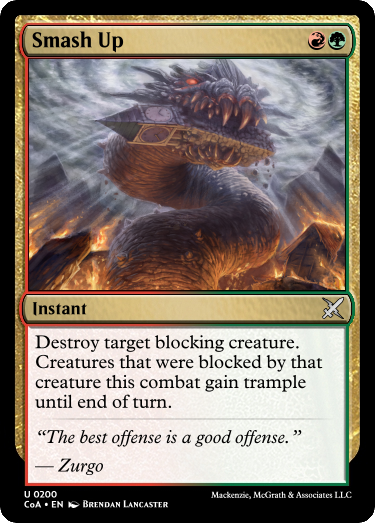 Smash Up
Instant
Destroy target blocking creature.
Creatures that were blocked by that
creature this combat gain trample
until end of turn.
“The best offense is a good offense.”
— Zurgo
U 0200
CoA • EN Brendan Lancaster
Mackenzie, McGrath & Associates LLC